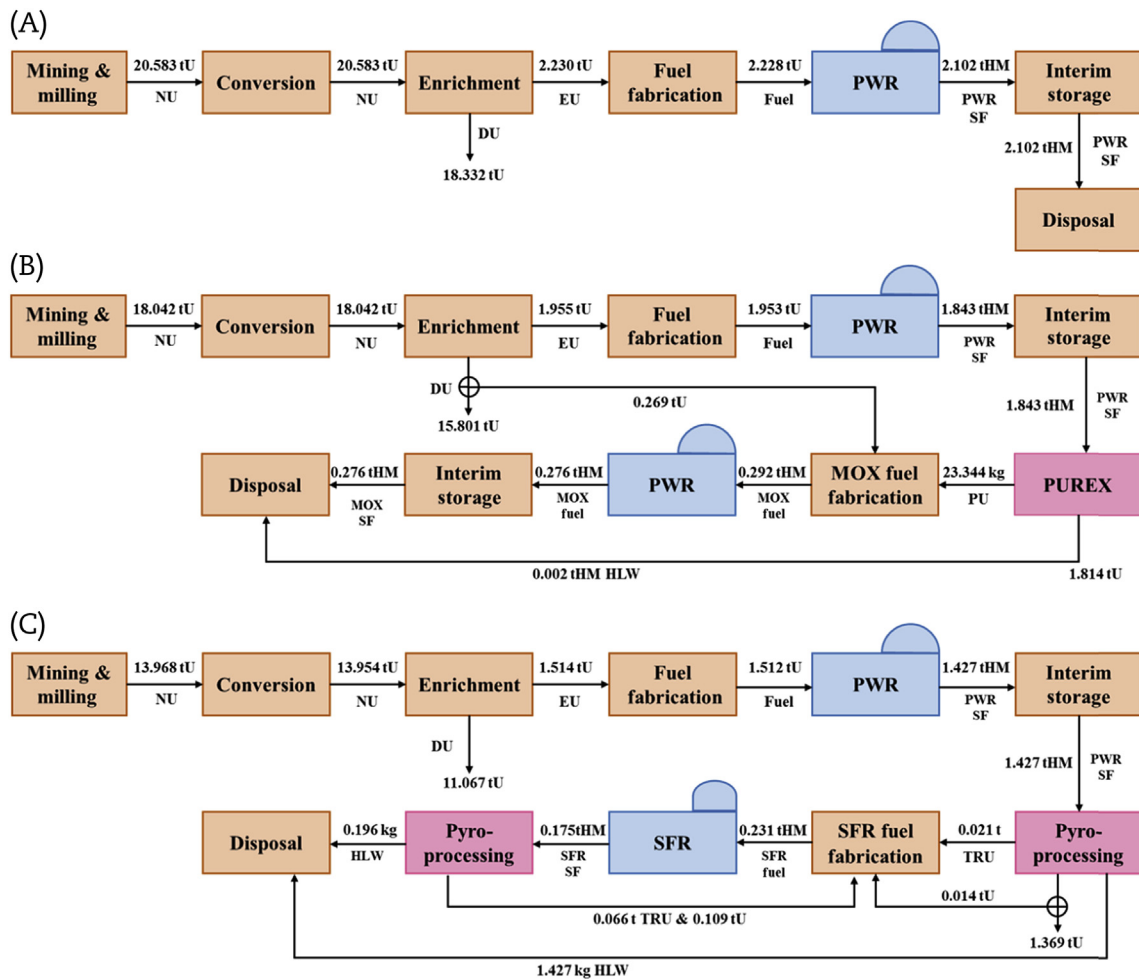 (A)
Mining &
milling
20.583 tU
NU
Conversion
20.583 tU
NU
Enrichment
2.230 tU
EU
Fuel
fabrication
2.228 tU
Fuel
PWR
2.102 tHM
PWR
SF
Interim
storage
DU
18.332 tU
2.102 tHM
PWR
SF
Disposal
(B)
Mining &
milling
18.042 tU
NU
Conversion
18.042 tU
NU
Enrichment
1.955 tU
EU
Fuel
fabrication
1.953 tU
Fuel
PWR
1.843 tHM
PWR
SF
Interim
storage
DU
15.801 tU
0.269 tU
1.843 tHM
PWR
SF
Disposal
0.276 tHM
MOX
SF
Interim
storage
0.276 tHM
MOX
fuel
PWR
0.292 tHM
MOX
fuel
MOX fuel
fabrication
23.344 kg
PU
PUREX
0.002 tHM HLW
1.814 tU
(C)
Mining &
milling
13.968 tU
NU
Conversion
13.954 tU
NU
Enrichment
1.514 tU
EU
Fuel
fabrication
1.512 tU
Fuel
PWR
1.427 tHM
PWR
SF
Interim
storage
DU
11.067 tU
1.427 tHM
PWR
SF
Disposal
0.196 kg
HLW
Pyro-
processing
0.175tHM
SFR
SF
SFR
0.231 tHM
SFR
fuel
SFR fuel
fabrication
0.021 t
TRU
Pyro-
processing
0.014 tU
0.066 t TRU & 0.109 tU
1.369 tU
1.427 kg HLW